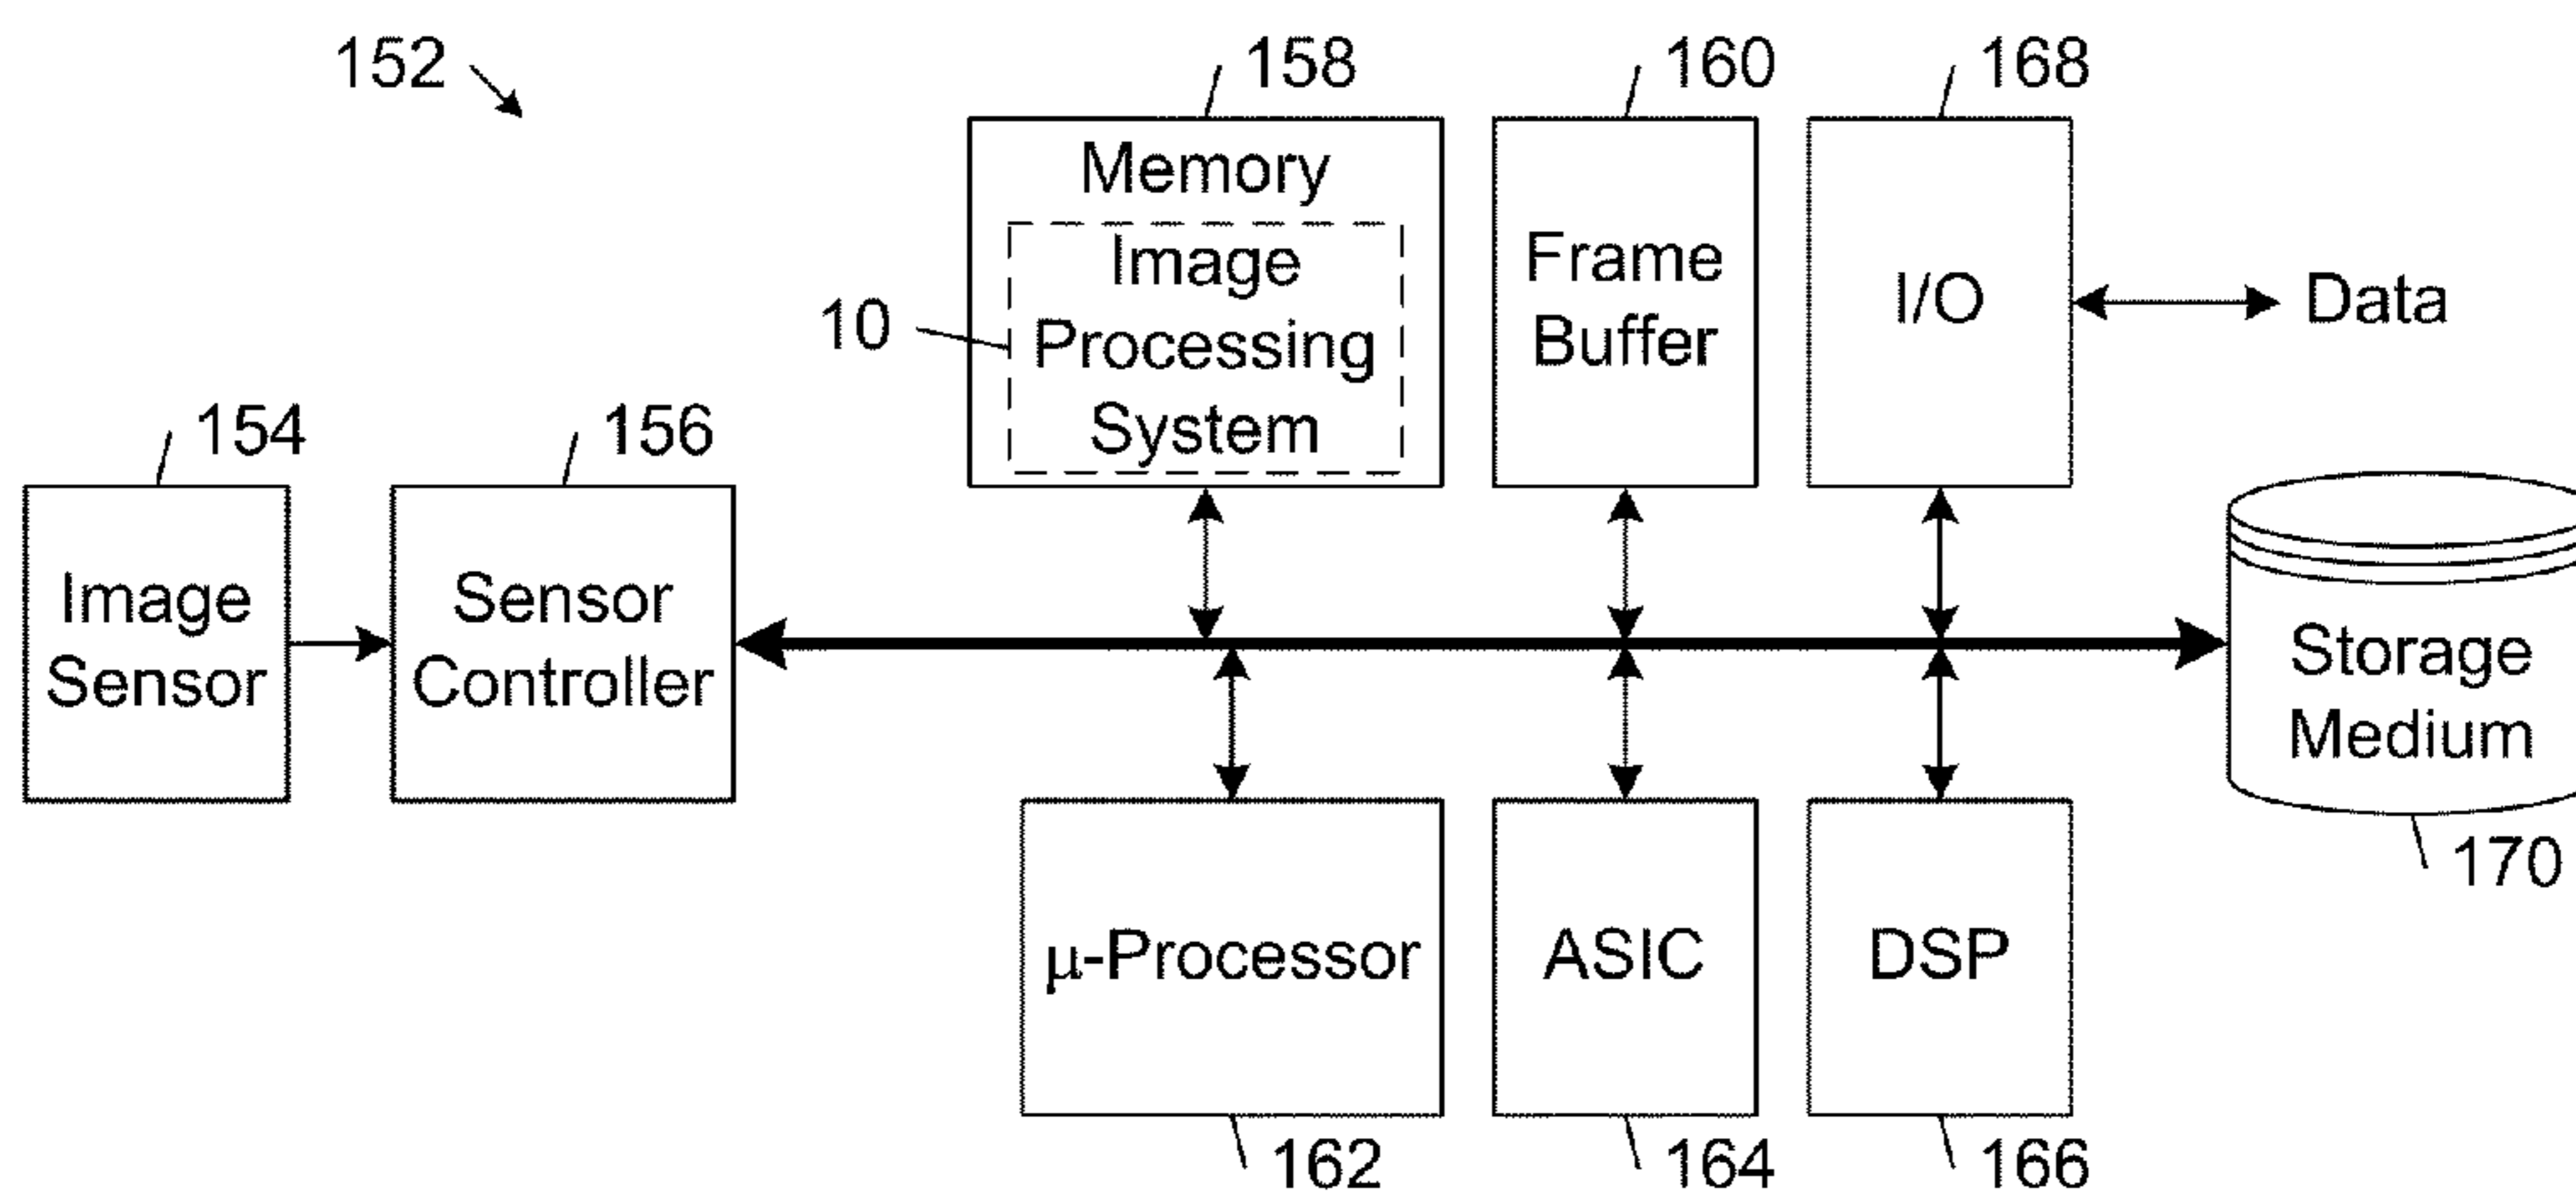 152
158
160
168
Memory
Image
Processing
System
10
Frame
Buffer
I/O
Data
154
156
Image
Sensor
Sensor
Controller
Storage
Medium
170
μ-Processor
ASIC
DSP
162
164
166